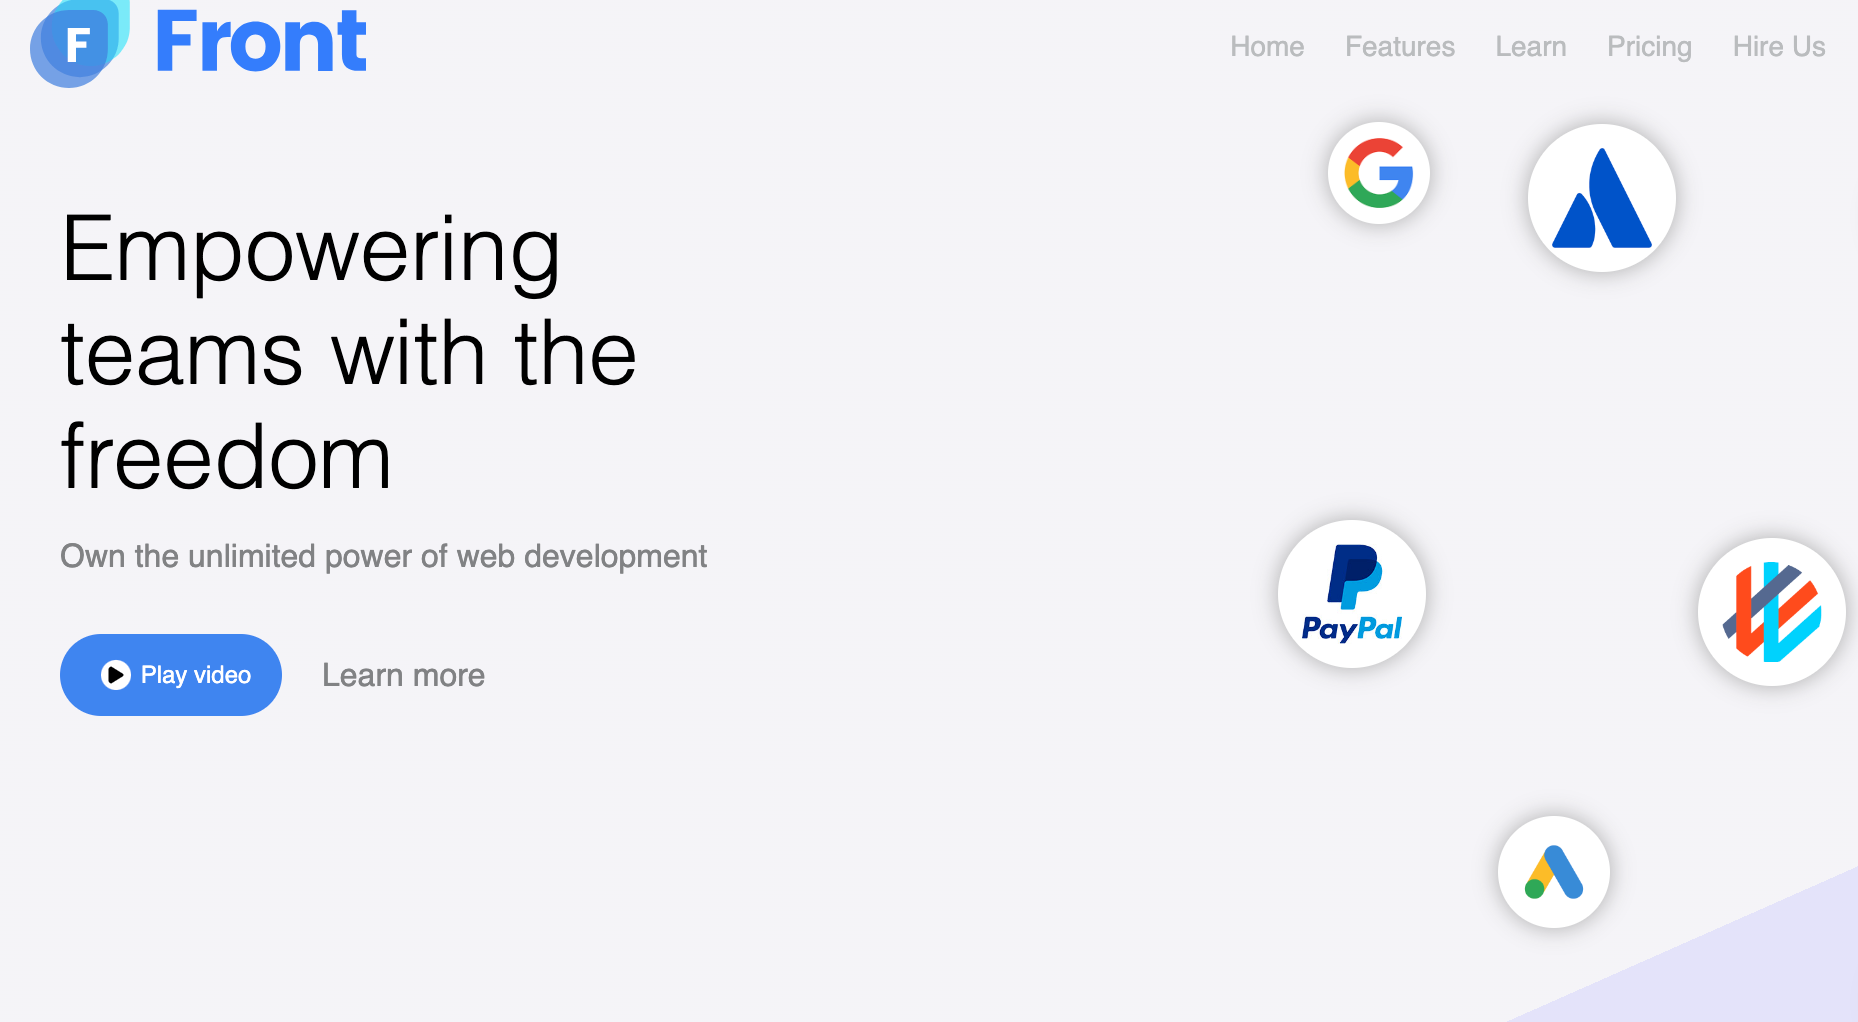 F Front
Home Features Learn Pricing Hire Us
G
Empowering
teams with the
freedom
Own the unlimited power of web development
PayPal
Play video Learn more